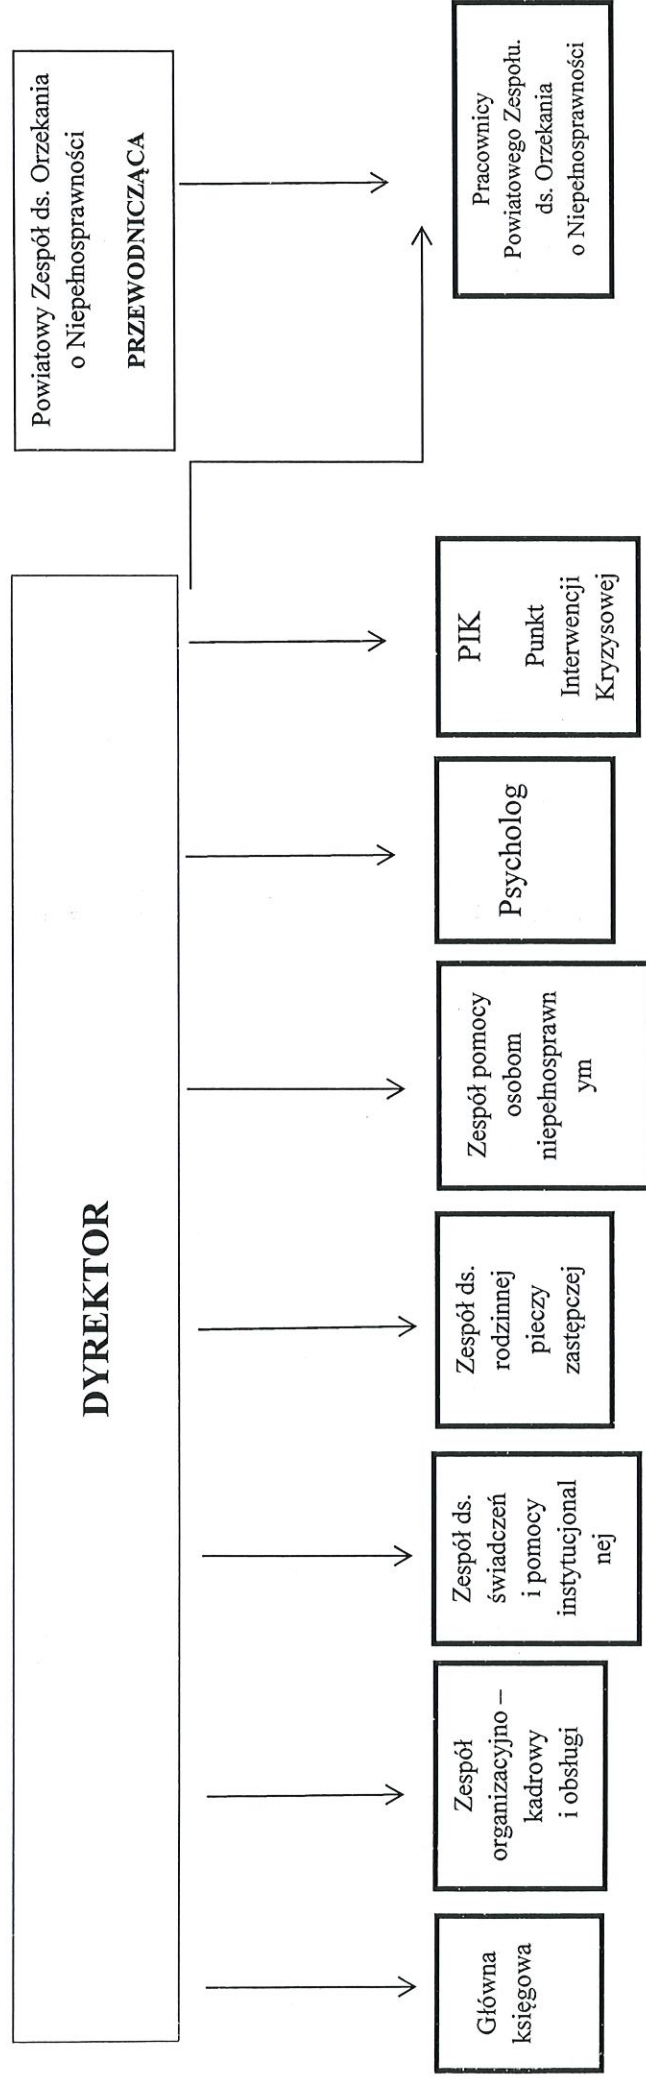 DYREKTOR
Powiatowy Zespół ds. Orzekania
o Niepełnosprawności
PRZEWODNICZĄCA
Główna
księgowa
Zespół
organizacyjno –
kadrowy
i obsługi
Zespół ds.
świadczeń
i pomocy
instytucjonal
nej
Zespół ds.
rodzinnej
pieczy
zastępczej
Zespół pomocy
osobom
niepełnosprawn
ym
Psycholog
PIK
Punkt
Interwencji
Kryzysowej
Pracownicy
Powiatowego Zespołu.
ds. Orzekania
o Niepełnosprawności